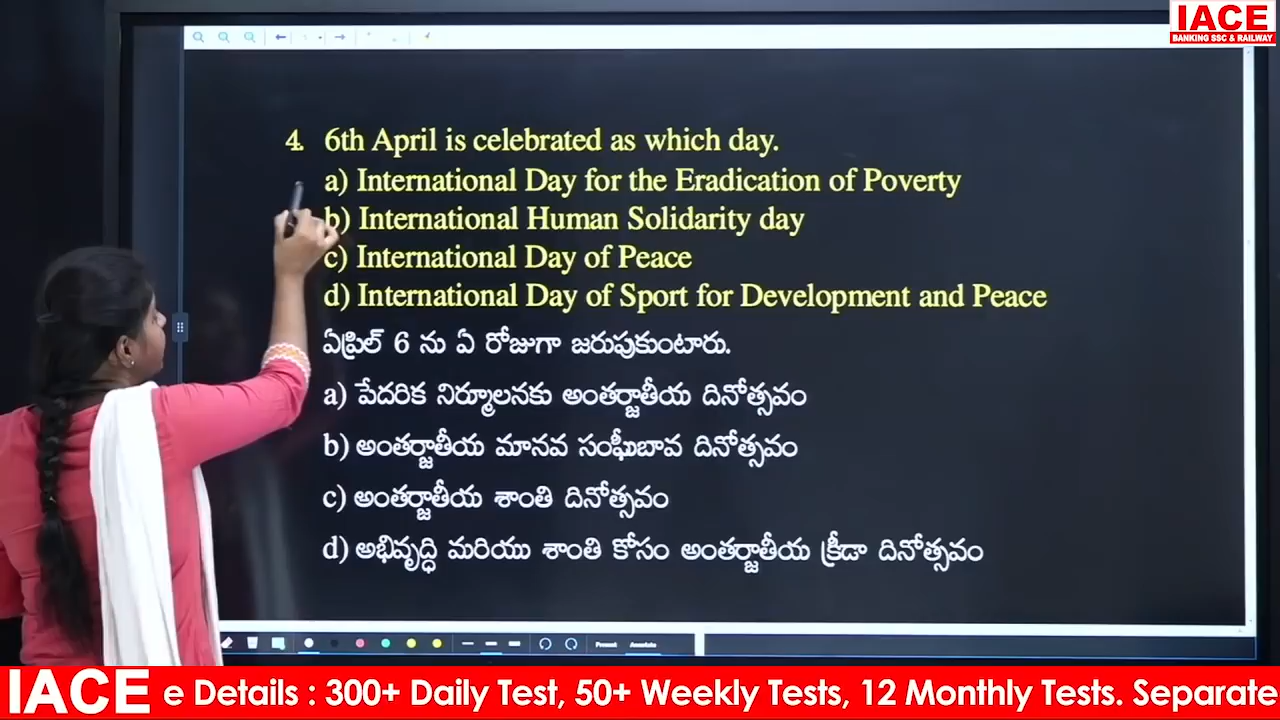 IACE
BANKING SSC & RAILWAY
4. 6th April is celebrated as which day.
a) International Day for the Eradication of Poverty
b) International Human Solidarity day
c) International Day of Peace
d) International Day of Sport for Development and Peace
ఏప్రిల్ 6 ను ఏ రోజుగా జరుపుకుంటారు.
a) పేదరిక నిర్మూలనకు అంతర్జాతీయ దినోత్సవం
b) అంతర్జాతీయ మానవ సంఘీబావ దినోత్సవం
c) అంతర్జాతీయ శాంతి దినోత్సవం
d) అభివృద్ధి మరియు శాంతి కోసం అంతర్జాతీయ క్రీడా దినోత్సవం
Present Annotate
IACE e Details : 300+ Daily Test, 50+ Weekly Tests, 12 Monthly Tests. Separate